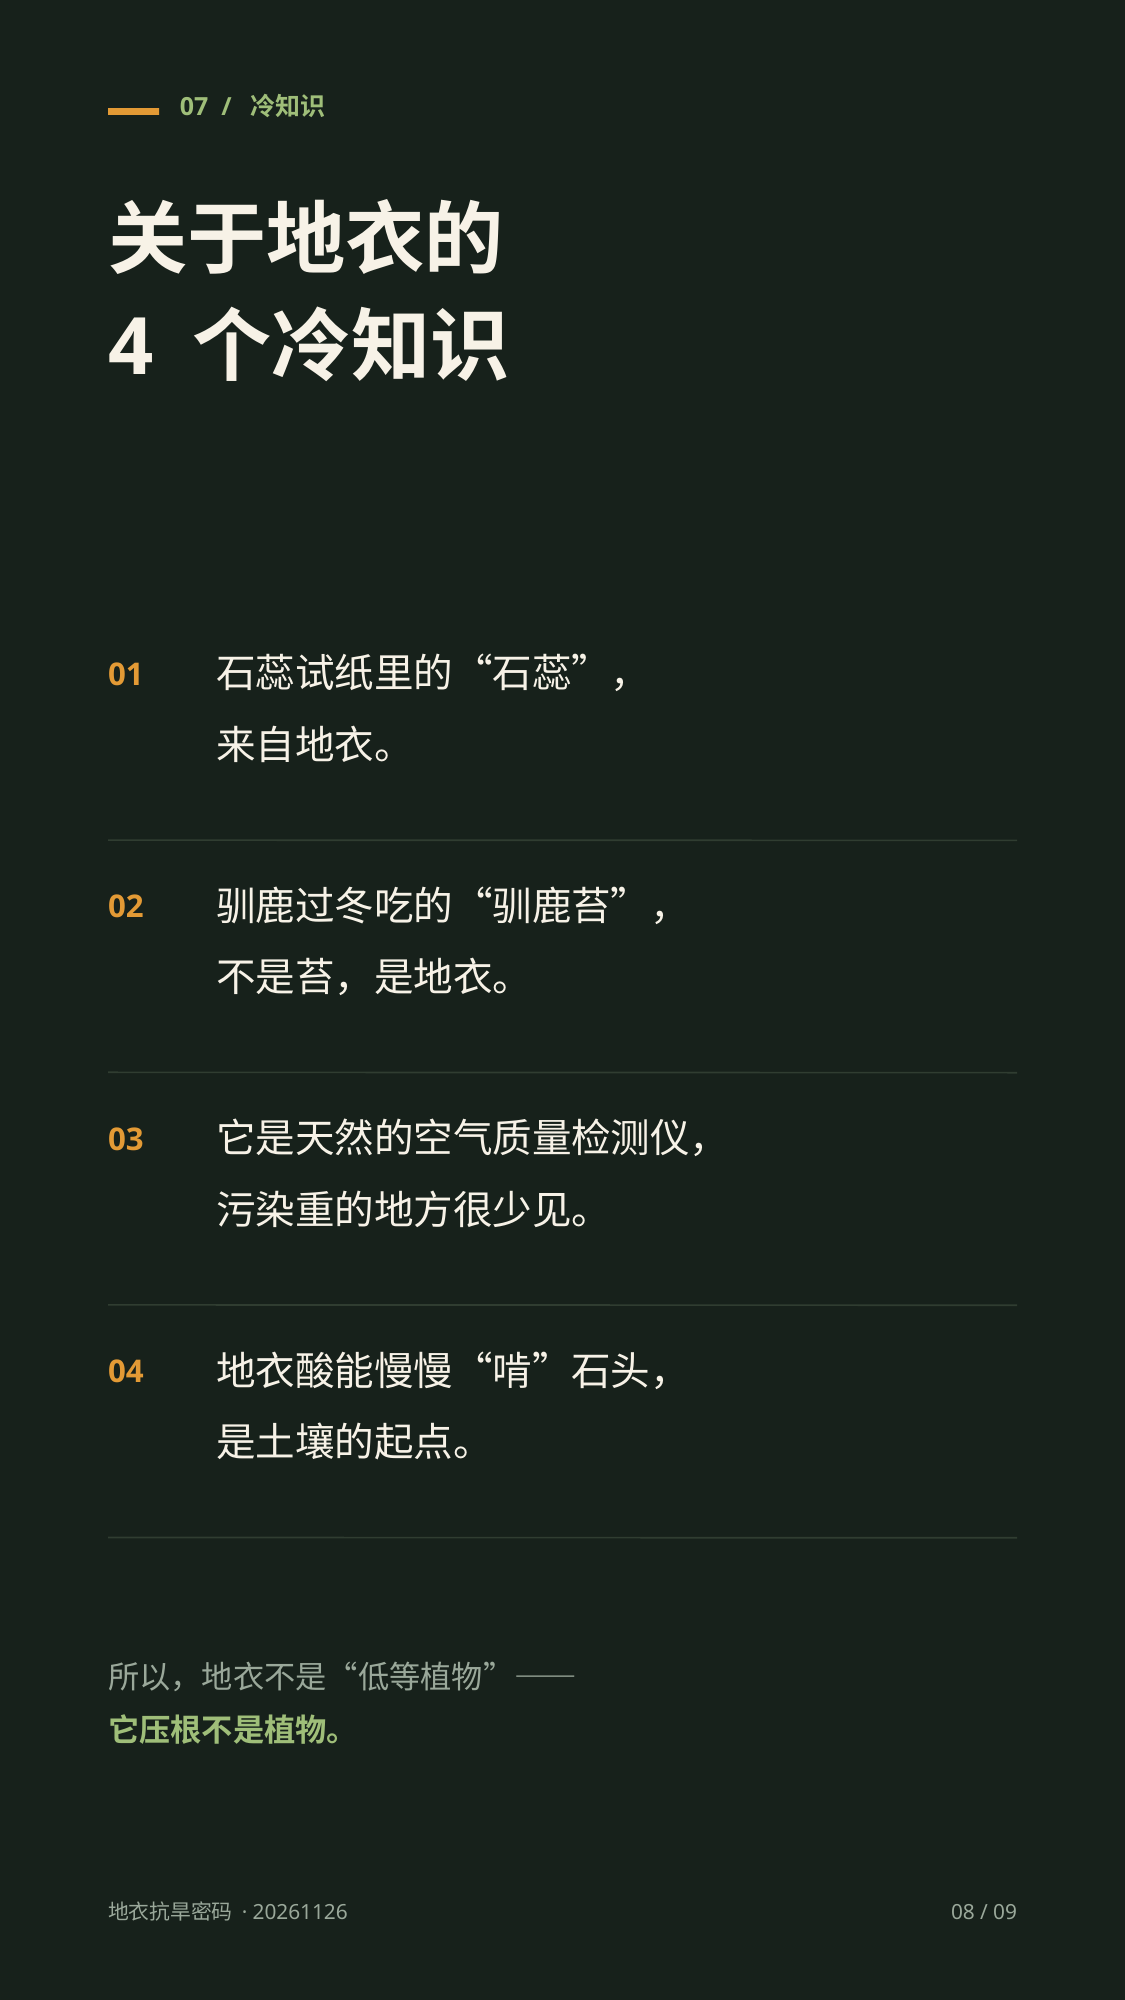 07 / 冷知识
关于地衣的
4 个冷知识
01
石蕊试纸里的“石蕊”，
来自地衣。
02
驯鹿过冬吃的“驯鹿苔”，
不是苔，是地衣。
03
它是天然的空气质量检测仪，
污染重的地方很少见。
04
地衣酸能慢慢“啃”石头，
是土壤的起点。
所以，地衣不是“低等植物”——
它压根不是植物。
地衣抗旱密码 · 20261126
08 / 09